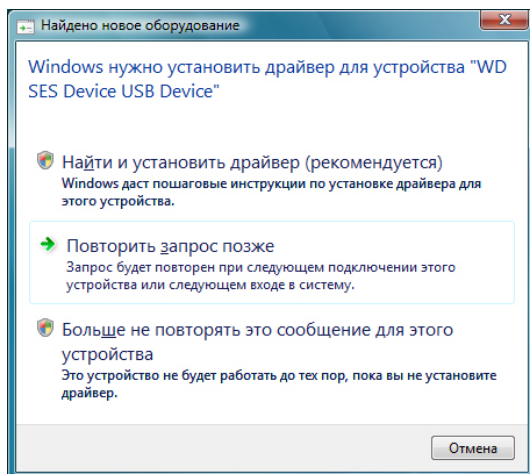 Найдено новое оборудование
Windows нужно установить драйвер для устройства "WD
SES Device USB Device"
Найти и установить драйвер (рекомендуется)
Windows даст пошаговые инструкции по установке драйвера для
этого устройства.
Повторить запрос позже
Запрос будет повторен при следующем подключении этого
устройства или следующем входе в систему.
Больше не повторять это сообщение для этого
устройства
Это устройство не будет работать до тех пор, пока вы не установите
драйвер.
Отмена